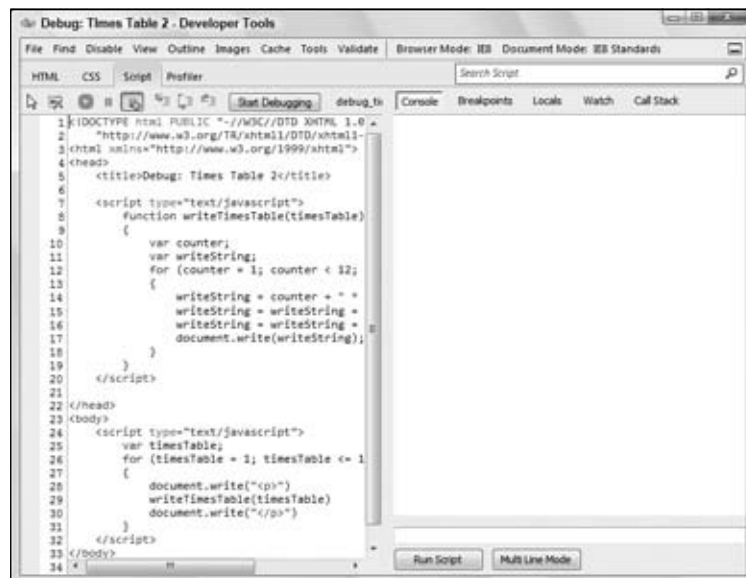 Debug: Times Table 2 - Developer Tools
File Find Disable View Outline Images Cache Tools Validate Browser Mode: IE8 Document Mode: IE8 Standards
HTML CSS Script Profiler Search Script
Start Debugging debug_ti Console Breakpoints Locals Watch Call Stack
1 <!DOCTYPE html PUBLIC "-//W3C//DTD XHTML 1.0
2 "http://www.w3.org/TR/xhtml1/DTD/xhtml1-
3 <html xmlns="http://www.w3.org/1999/xhtml">
4 <head>
5 <title>Debug: Times Table 2</title>
6
7 <script type="text/javascript">
8 function writeTimesTable(timesTable)
9 {
10 var counter;
11 var writeString;
12 for (counter = 1; counter < 12;
13 {
14 writeString = counter + " *
15 writeString = writeString =
16 writeString = writeString =
17 document.write(writeString);
18 }
19 }
20 </script>
21
22 </head>
23 <body>
24 <script type="text/javascript">
25 var timesTable;
26 for (timesTable = 1; timesTable <= 1
27 {
28 document.write("<p>")
29 writeTimesTable(timesTable)
30 document.write("</p>")
31 }
32 </script>
33 </body>
34
Run Script Multi Line Mode